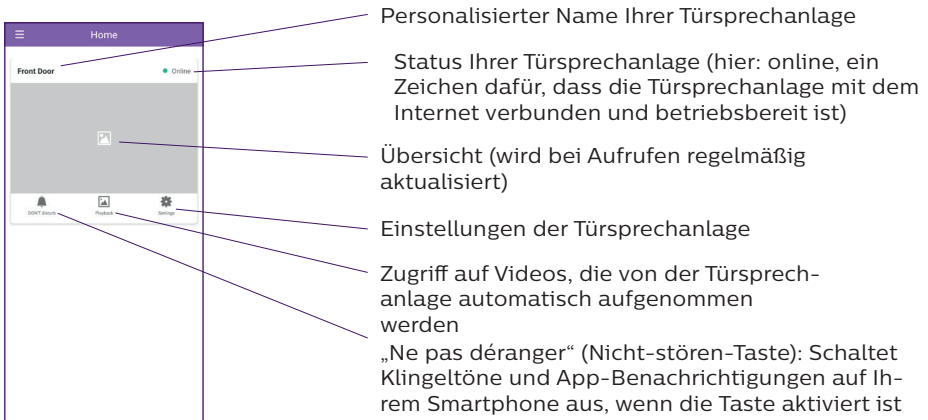 Home
Front Door
Online
DON'T disturb
Playback
Settings
Personalisierter Name Ihrer Türsprechanlage
Status Ihrer Türsprechanlage (hier: online, ein
Zeichen dafür, dass die Türsprechanlage mit dem
Internet verbunden und betriebsbereit ist)
Übersicht (wird bei Aufrufen regelmäßig
aktualisiert)
Einstellungen der Türsprechanlage
Zugriff auf Videos, die von der Türsprech-
anlage automatisch aufgenommen
werden
„Ne pas déranger“ (Nicht-stören-Taste): Schaltet
Klingeltöne und App-Benachrichtigungen auf Ih-
rem Smartphone aus, wenn die Taste aktiviert ist